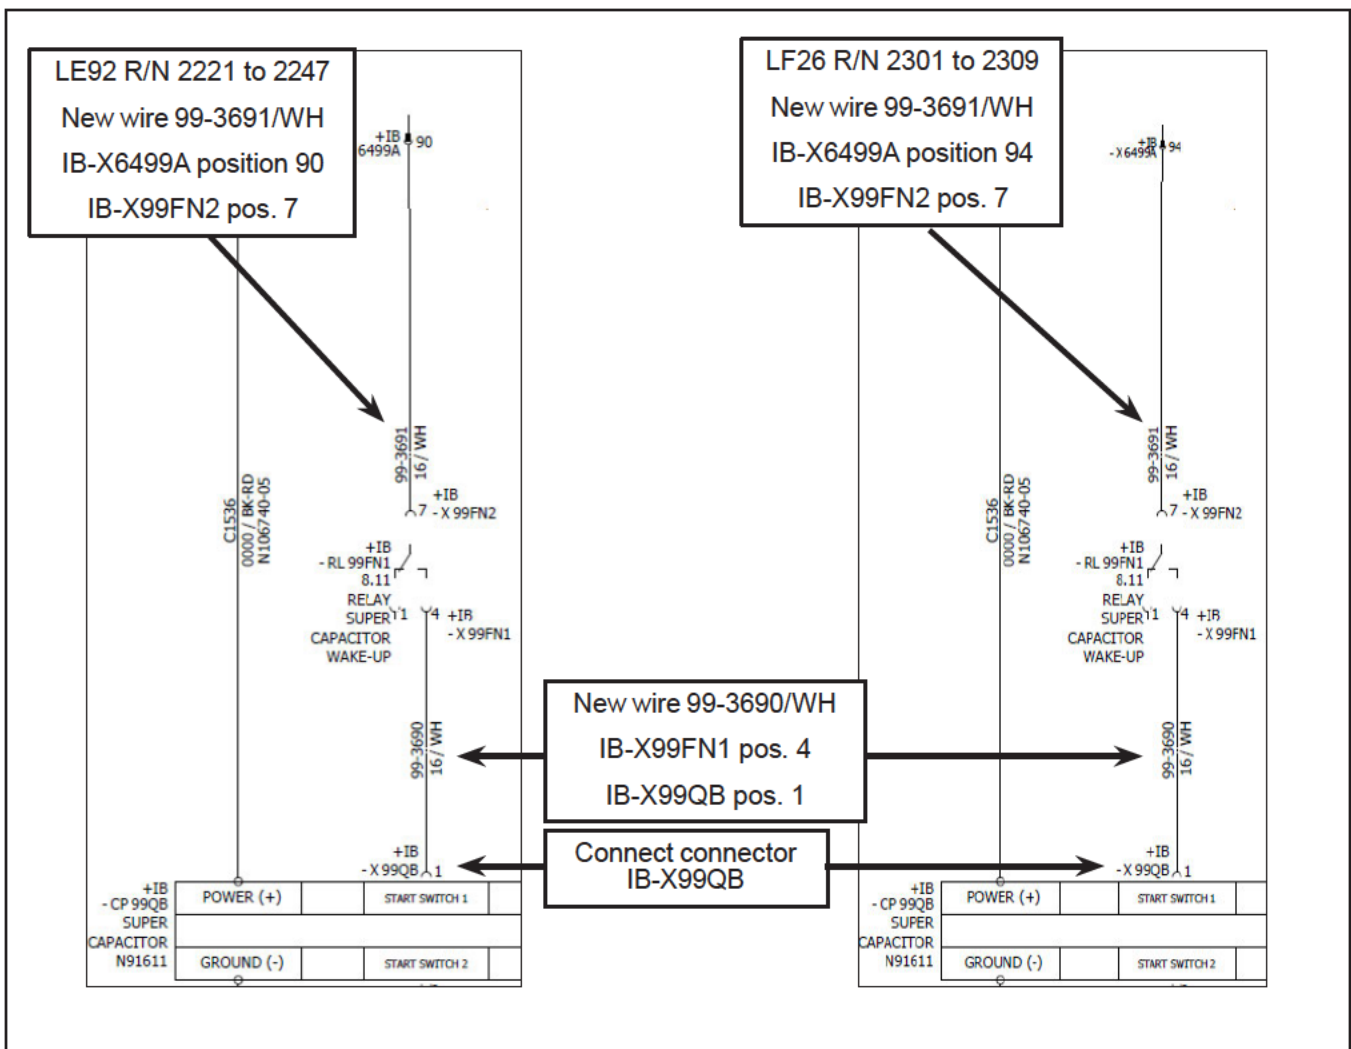 LE92 R/N 2221 to 2247
New wire 99-3691/WH
IB-X6499A position 90
IB-X99FN2 pos. 7
+IB
6499A
90
99-3691
16 / WH
C1536
0000 / BK-RD
N106740-05
7
+IB
- X 99FN2
+IB
- RL 99FN1
8.11
RELAY
SUPER
CAPACITOR
WAKE-UP
1
4
+IB
- X 99FN1
99-3690
16 / WH
+IB
- X 99QB
1
+IB
- CP 99QB
SUPER
CAPACITOR
N91611
POWER (+)
START SWITCH 1
GROUND (-)
START SWITCH 2
New wire 99-3690/WH
IB-X99FN1 pos. 4
IB-X99QB pos. 1
Connect connector
IB-X99QB
LF26 R/N 2301 to 2309
New wire 99-3691/WH
IB-X6499A position 94
IB-X99FN2 pos. 7
+IB
- X 6499A
94
99-3691
16 / WH
C1536
0000 / BK-RD
N106740-05
7
+IB
- X 99FN2
+IB
- RL 99FN1
8.11
RELAY
SUPER
CAPACITOR
WAKE-UP
1
4
+IB
- X 99FN1
99-3690
16 / WH
+IB
- X 99QB
1
+IB
- CP 99QB
SUPER
CAPACITOR
N91611
POWER (+)
START SWITCH 1
GROUND (-)
START SWITCH 2